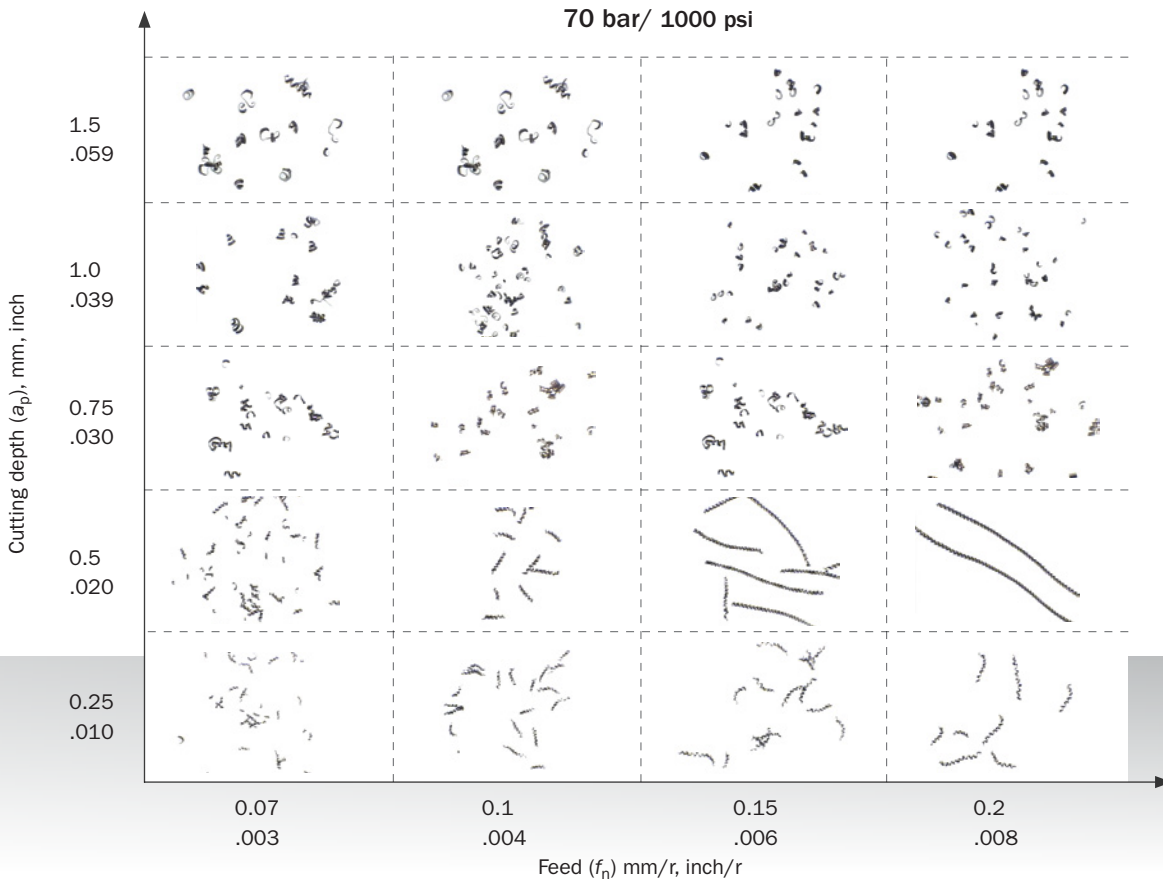 70 bar/ 1000 psi
Cutting depth (ap), mm, inch
1.5
.059
1.0
.039
0.75
.030
0.5
.020
0.25
.010
0.07 0.1 0.15 0.2
.003 .004 .006 .008
Feed (fn) mm/r, inch/r